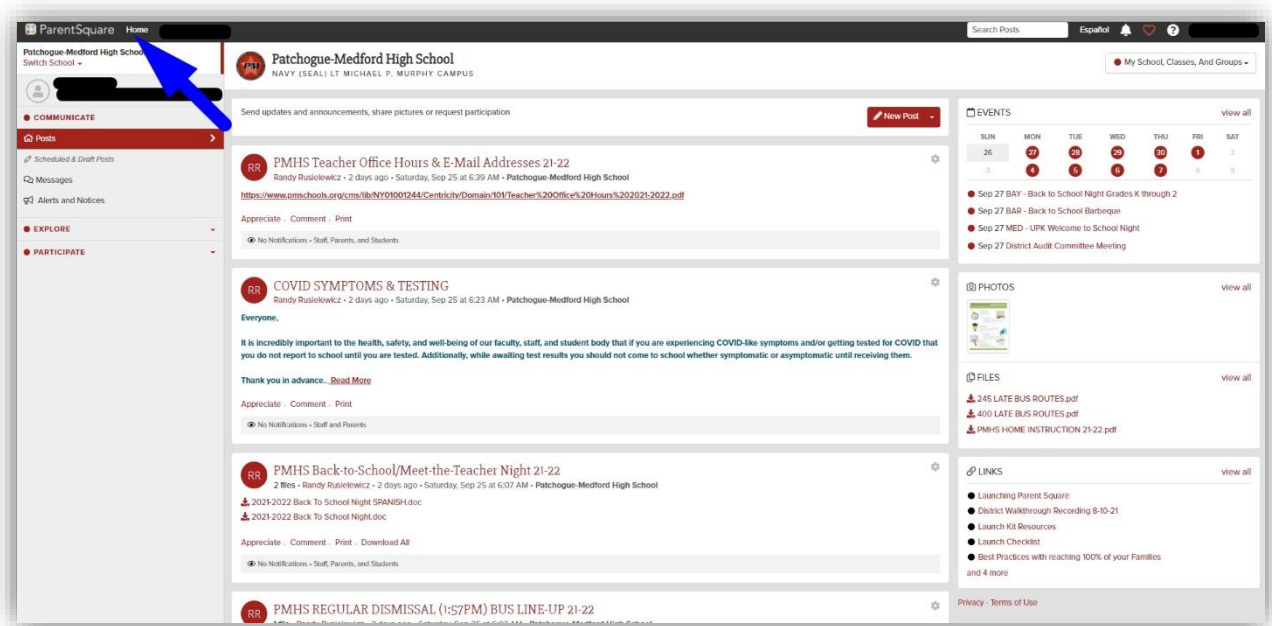 ParentSquare Home
Search Posts Español
Patchogue-Medford High School
Switch School
Patchogue-Medford High School
NAVY (SEAL) LT MICHAEL P. MURPHY CAMPUS
My School, Classes, And Groups
COMMUNICATE
Posts
Scheduled & Draft Posts
Messages
Alerts and Notices
EXPLORE
PARTICIPATE
Send updates and announcements, share pictures or request participation
New Post
RR
PMHS Teacher Office Hours & E-Mail Addresses 21-22
Randy Rusielewicz • 2 days ago • Saturday, Sep 25 at 6:39 AM • Patchogue-Medford High School
https://www.pmschools.org/cms/lib/NY01001244/Centricity/Domain/101/Teacher%20Office%20Hours%202021-2022.pdf
Appreciate . Comment . Print
No Notifications • Staff, Parents, and Students
RR
COVID SYMPTOMS & TESTING
Randy Rusielewicz • 2 days ago • Saturday, Sep 25 at 6:23 AM • Patchogue-Medford High School
Everyone,
It is incredibly important to the health, safety, and well-being of our faculty, staff, and student body that if you are experiencing COVID-like symptoms and/or getting tested for COVID that
you do not report to school until you are tested. Additionally, while awaiting test results you should not come to school whether symptomatic or asymptomatic until receiving them.
Thank you in advance... Read More
Appreciate . Comment . Print
No Notifications • Staff and Parents
RR
PMHS Back-to-School/Meet-the-Teacher Night 21-22
2 files • Randy Rusielewicz • 2 days ago • Saturday, Sep 25 at 6:07 AM • Patchogue-Medford High School
2021-2022 Back To School Night SPANISH.doc
2021-2022 Back To School Night.doc
Appreciate . Comment . Print . Download All
No Notifications • Staff, Parents, and Students
RR
PMHS REGULAR DISMISSAL (1:57PM) BUS LINE-UP 21-22
EVENTS view all
SUN MON TUE WED THU FRI SAT
26 27 28 29 30 1 2
3 4 5 6 7 8 9
Sep 27 BAY - Back to School Night Grades K through 2
Sep 27 BAR - Back to School Barbeque
Sep 27 MED - UPK Welcome to School Night
Sep 27 District Audit Committee Meeting
PHOTOS view all
FILES view all
245 LATE BUS ROUTES.pdf
400 LATE BUS ROUTES.pdf
PMHS HOME INSTRUCTION 21-22.pdf
LINKS view all
Launching Parent Square
District Walkthrough Recording 8-10-21
Launch Kit Resources
Launch Checklist
Best Practices with reaching 100% of your Families
and 4 more
Privacy - Terms of Use